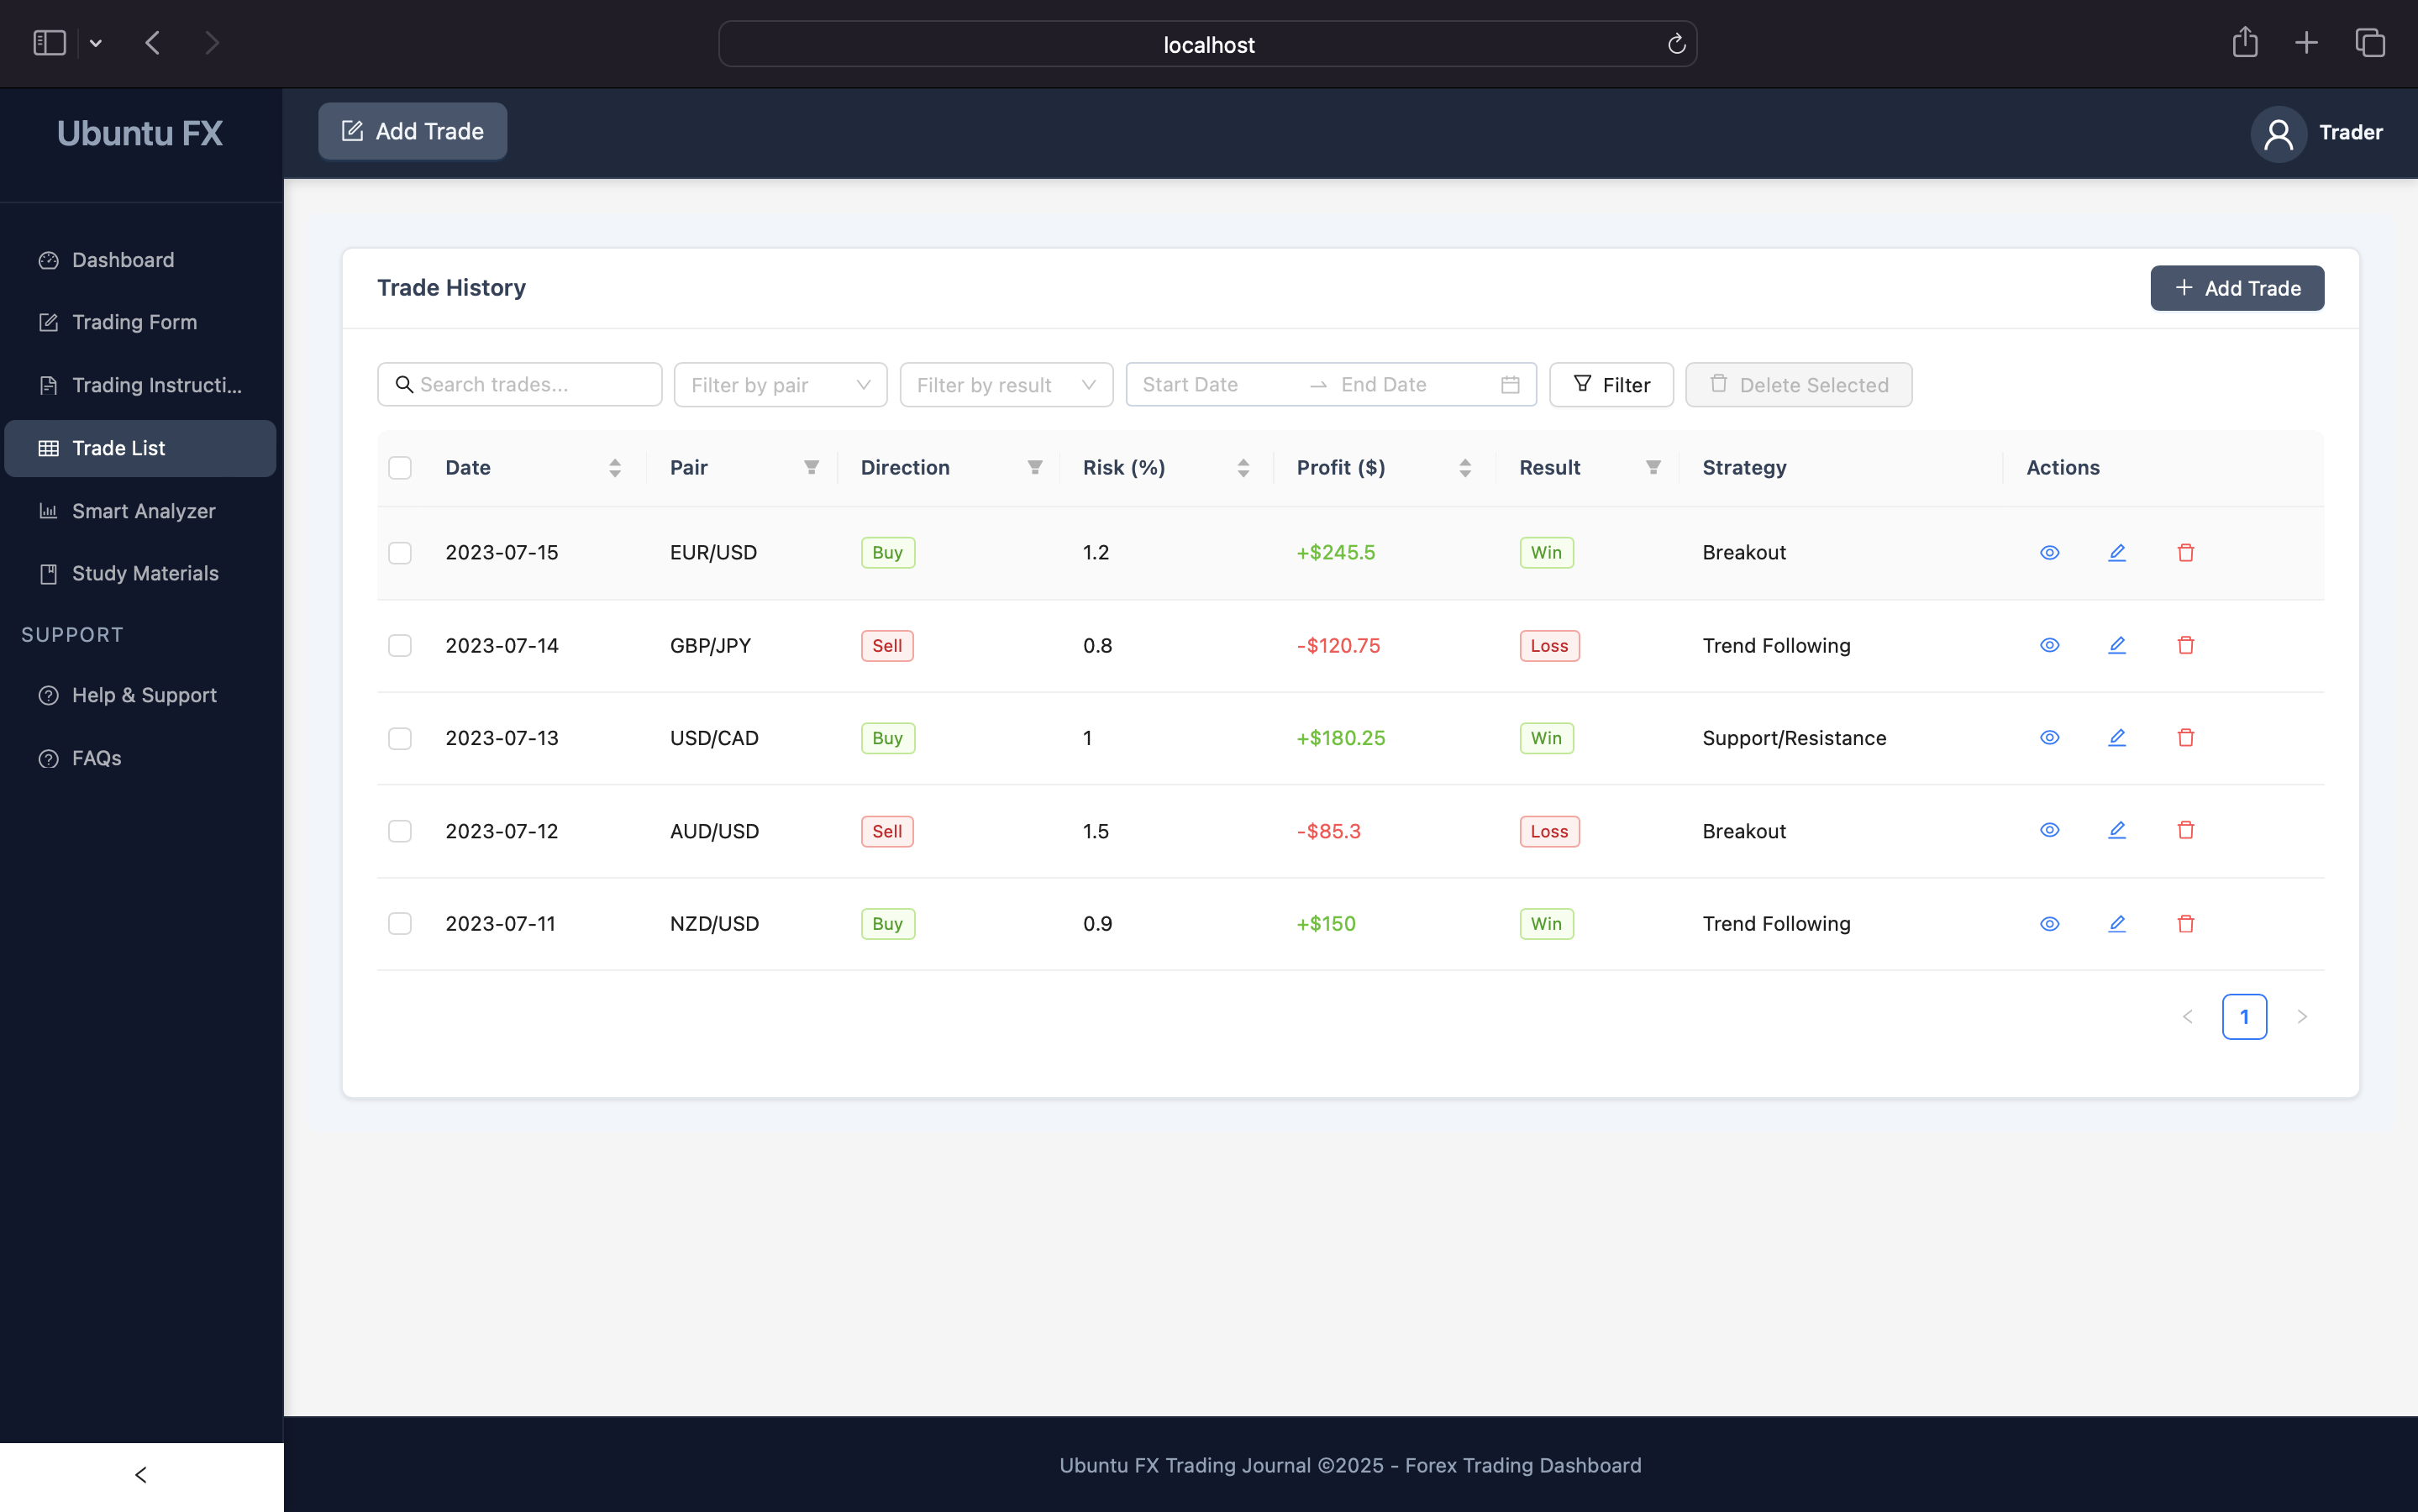 localhost
Ubuntu FX
Add Trade
Trader
Dashboard
Trading Form
Trading Instructi...
Trade List
Smart Analyzer
Study Materials
SUPPORT
Help & Support
FAQs
Trade History
Add Trade
Search trades... Filter by pair Filter by result Start Date End Date Filter Delete Selected
Date Pair Direction Risk (%) Profit ($) Result Strategy Actions
2023-07-15 EUR/USD Buy 1.2 +$245.5 Win Breakout
2023-07-14 GBP/JPY Sell 0.8 -$120.75 Loss Trend Following
2023-07-13 USD/CAD Buy 1 +$180.25 Win Support/Resistance
2023-07-12 AUD/USD Sell 1.5 -$85.3 Loss Breakout
2023-07-11 NZD/USD Buy 0.9 +$150 Win Trend Following
1
Ubuntu FX Trading Journal ©2025 - Forex Trading Dashboard